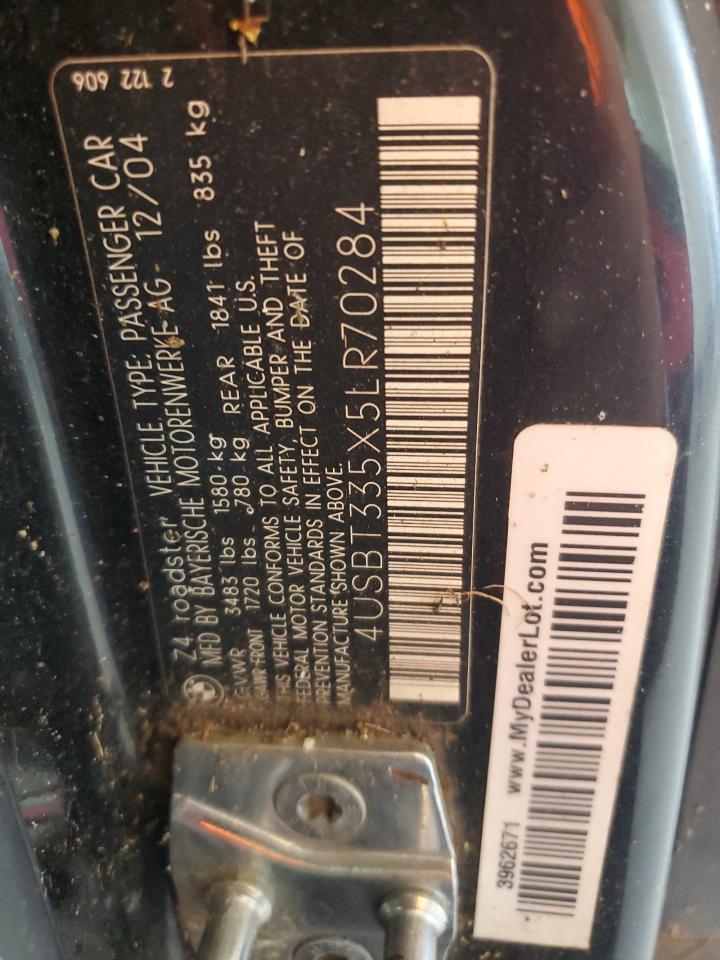 Z4 roadster VEHICLE TYPE: PASSENGER CAR
MFD BY BAYERISCHE MOTORENWERKE AG- 12/04
GVWR 3483 lbs 1580 kg
GAWR-FRONT 1720 lbs 780 kg REAR 1841 lbs 835 kg
THIS VEHICLE CONFORMS TO ALL APPLICABLE U.S.
FEDERAL MOTOR VEHICLE SAFETY, BUMPER AND THEFT
PREVENTION STANDARDS IN EFFECT ON THE DATE OF
MANUFACTURE SHOWN ABOVE.
4USBT335X5LR70284
2 122 606
3962671 www.MyDealerLot.com